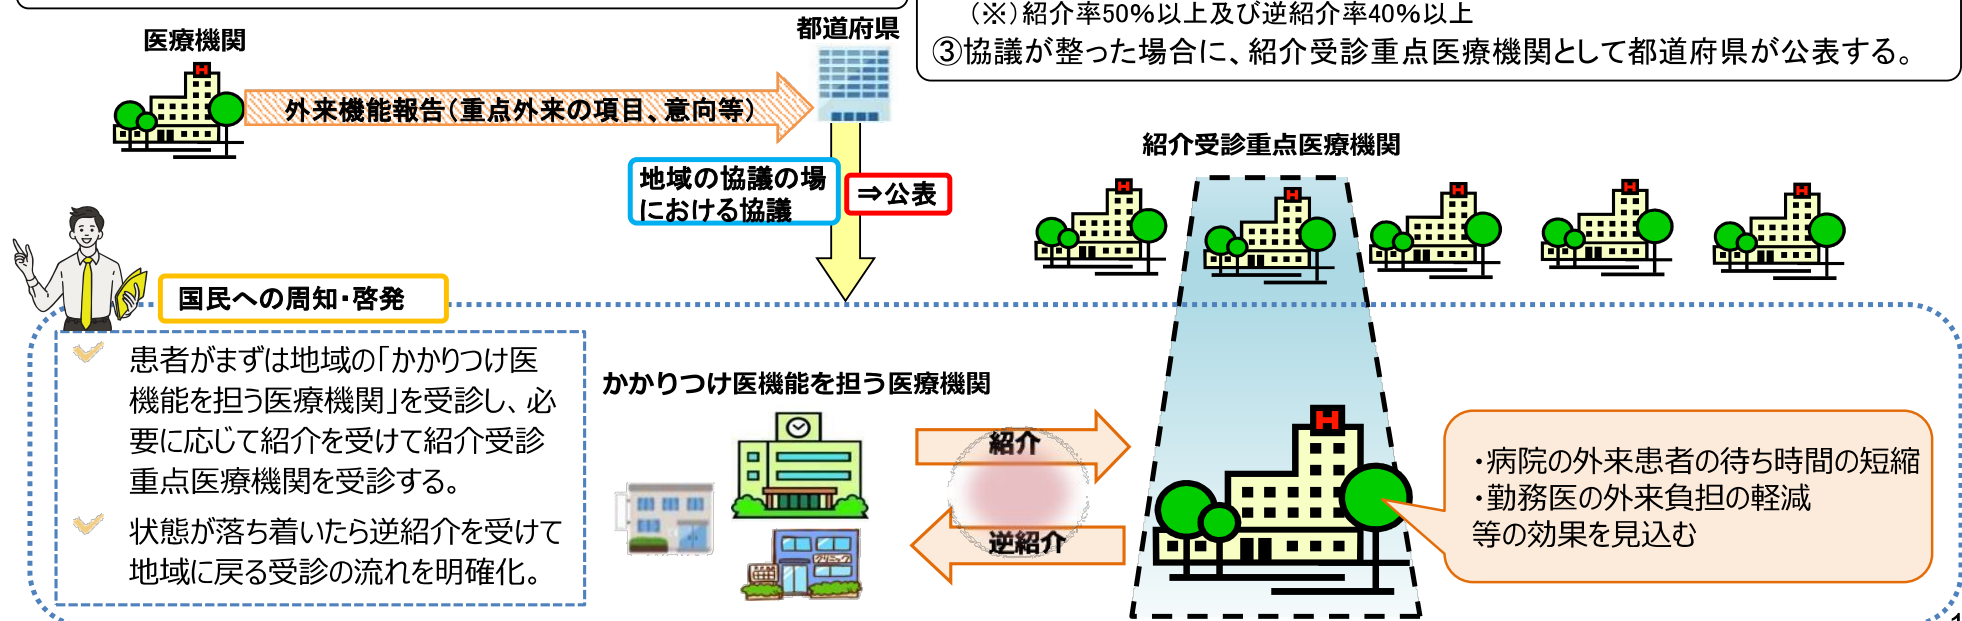 （※）紹介率50%以上及び逆紹介率40%以上
③協議が整った場合に、紹介受診重点医療機関として都道府県が公表する。
医療機関
都道府県
外来機能報告（重点外来の項目、意向等）
地域の協議の場
における協議
⇒公表
紹介受診重点医療機関
H
H
H
H
H
H
国民への周知・啓発
患者がまずは地域の「かかりつけ医
機能を担う医療機関」を受診し、必
要に応じて紹介を受けて紹介受診
重点医療機関を受診する。
状態が落ち着いたら逆紹介を受けて
地域に戻る受診の流れを明確化。
かかりつけ医機能を担う医療機関
クリニック
紹介
逆紹介
H
・病院の外来患者の待ち時間の短縮
・勤務医の外来負担の軽減
等の効果を見込む